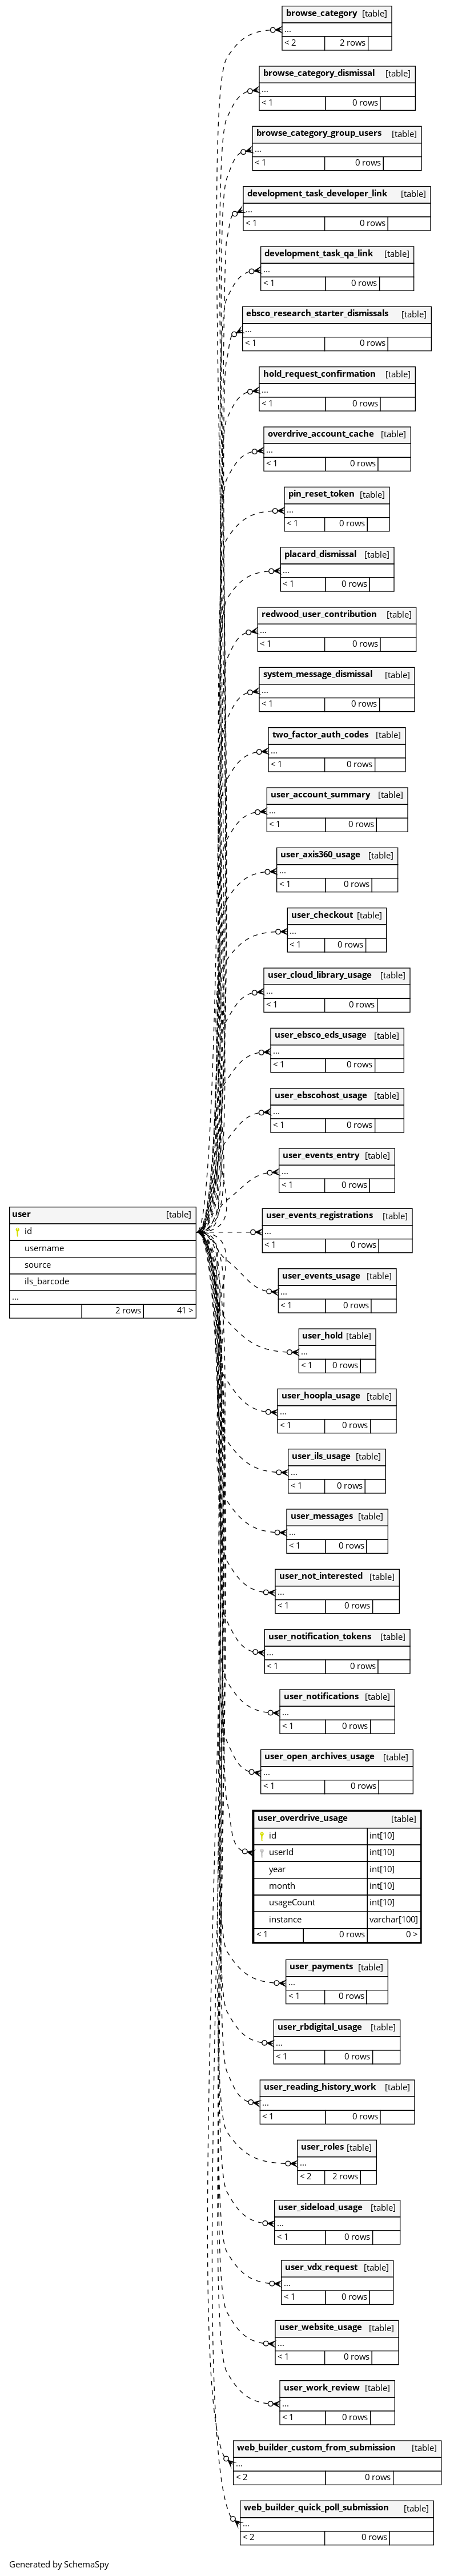 browse_category [table]
...
< 2 2 rows
browse_category_dismissal [table]
...
< 1 0 rows
browse_category_group_users [table]
...
< 1 0 rows
development_task_developer_link [table]
...
< 1 0 rows
development_task_qa_link [table]
...
< 1 0 rows
ebsco_research_starter_dismissals [table]
...
< 1 0 rows
hold_request_confirmation [table]
...
< 1 0 rows
overdrive_account_cache [table]
...
< 1 0 rows
pin_reset_token [table]
...
< 1 0 rows
placard_dismissal [table]
...
< 1 0 rows
redwood_user_contribution [table]
...
< 1 0 rows
system_message_dismissal [table]
...
< 1 0 rows
two_factor_auth_codes [table]
...
< 1 0 rows
user_account_summary [table]
...
< 1 0 rows
user_axis360_usage [table]
...
< 1 0 rows
user_checkout [table]
...
< 1 0 rows
user_cloud_library_usage [table]
...
< 1 0 rows
user_ebsco_eds_usage [table]
...
< 1 0 rows
user_ebscohost_usage [table]
...
< 1 0 rows
user_events_entry [table]
...
< 1 0 rows
user [table]
id
username
source
ils_barcode
...
2 rows 41 >
user_events_registrations [table]
...
< 1 0 rows
user_events_usage [table]
...
< 1 0 rows
user_hold [table]
...
< 1 0 rows
user_hoopla_usage [table]
...
< 1 0 rows
user_ils_usage [table]
...
< 1 0 rows
user_messages [table]
...
< 1 0 rows
user_not_interested [table]
...
< 1 0 rows
user_notification_tokens [table]
...
< 1 0 rows
user_notifications [table]
...
< 1 0 rows
user_open_archives_usage [table]
...
< 1 0 rows
user_overdrive_usage [table]
id int[10]
userId int[10]
year int[10]
month int[10]
usageCount int[10]
instance varchar[100]
< 1 0 rows 0 >
user_payments [table]
...
< 1 0 rows
user_rbdigital_usage [table]
...
< 1 0 rows
user_reading_history_work [table]
...
< 1 0 rows
user_roles [table]
...
< 2 2 rows
user_sideload_usage [table]
...
< 1 0 rows
user_vdx_request [table]
...
< 1 0 rows
user_website_usage [table]
...
< 1 0 rows
user_work_review [table]
...
< 1 0 rows
web_builder_custom_from_submission [table]
...
< 2 0 rows
web_builder_quick_poll_submission [table]
...
< 2 0 rows
Generated by SchemaSpy